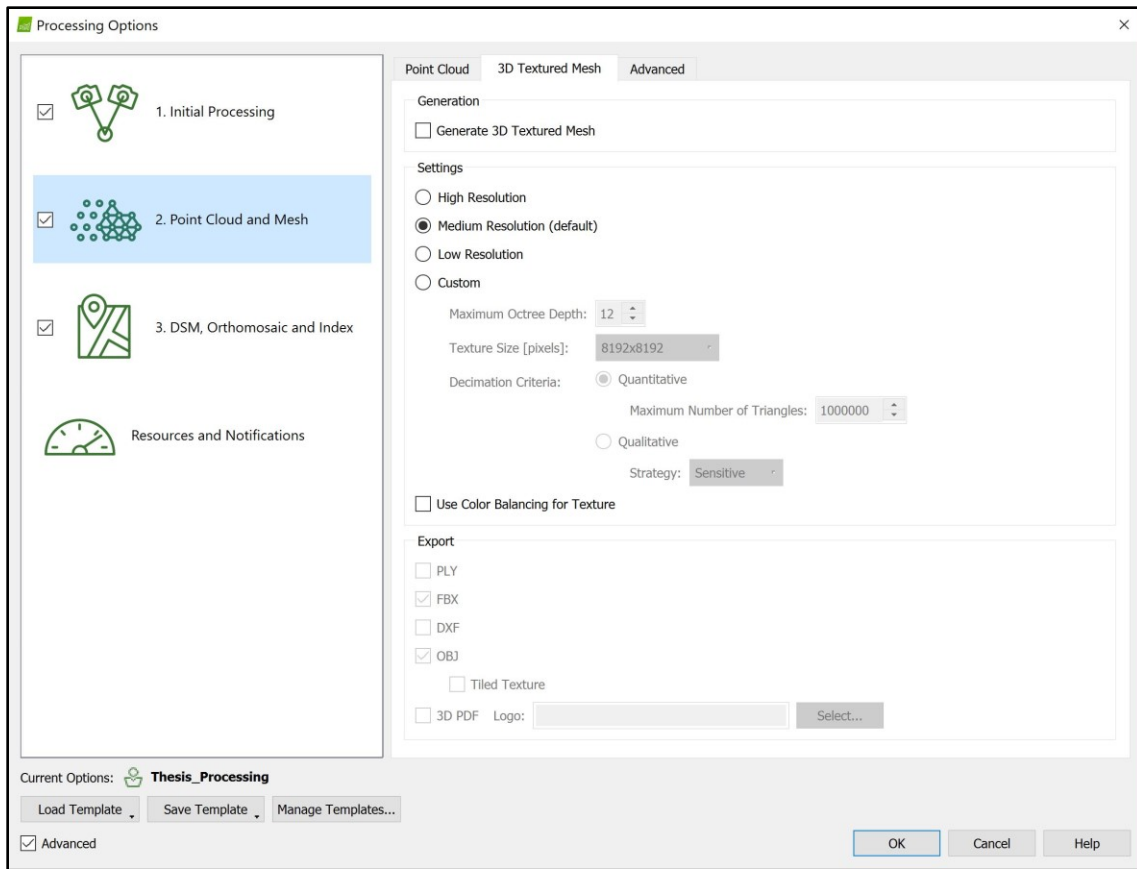 Processing Options
1. Initial Processing
2. Point Cloud and Mesh
3. DSM, Orthomosaic and Index
Resources and Notifications
Point Cloud 3D Textured Mesh Advanced
Generation
Generate 3D Textured Mesh
Settings
High Resolution
Medium Resolution (default)
Low Resolution
Custom
Maximum Octree Depth: 12
Texture Size [pixels]: 8192x8192
Decimation Criteria: Quantitative
Maximum Number of Triangles: 1000000
Qualitative
Strategy: Sensitive
Use Color Balancing for Texture
Export
PLY
FBX
DXF
OBJ
Tiled Texture
3D PDF Logo: Select...
Current Options: Thesis_Processing
Load Template Save Template Manage Templates...
Advanced
OK Cancel Help